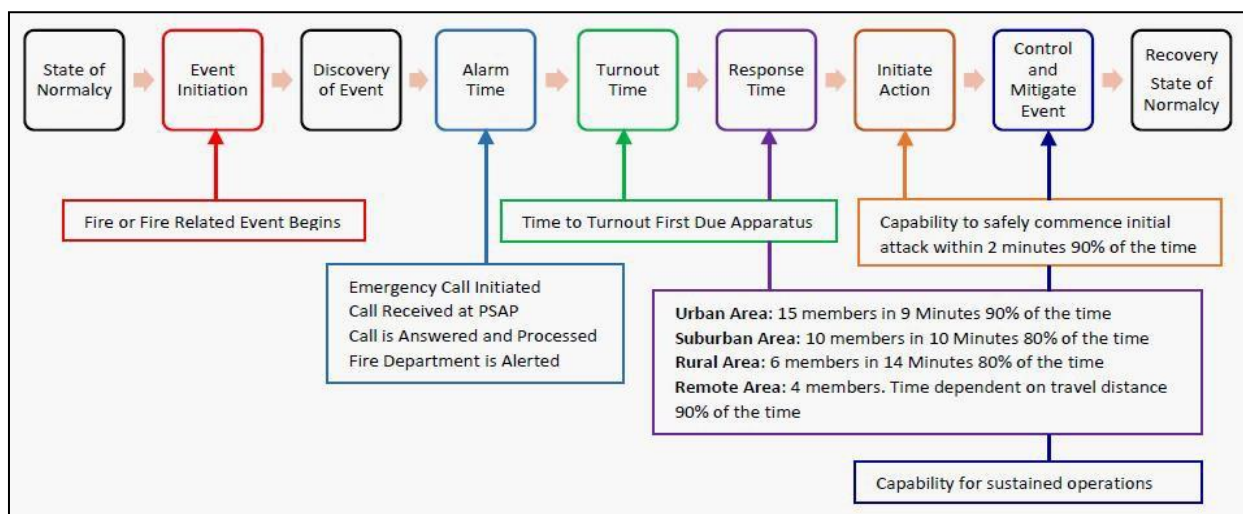 State of
Normalcy
Event
Initiation
Discovery
of Event
Alarm
Time
Turnout
Time
Response
Time
Initiate
Action
Control
and
Mitigate
Event
Recovery
State of
Normalcy
Fire or Fire Related Event Begins
Time to Turnout First Due Apparatus
Capability to safely commence initial
attack within 2 minutes 90% of the time
Emergency Call Initiated
Call Received at PSAP
Call is Answered and Processed
Fire Department is Alerted
Urban Area: 15 members in 9 Minutes 90% of the time
Suburban Area: 10 members in 10 Minutes 80% of the time
Rural Area: 6 members in 14 Minutes 80% of the time
Remote Area: 4 members. Time dependent on travel distance
90% of the time
Capability for sustained operations